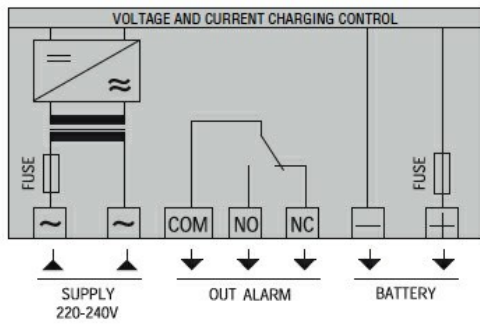 VOLTAGE AND CURRENT CHARGING CONTROL
FUSE
FUSE
COM NO NC
SUPPLY
220-240V
OUT ALARM
BATTERY